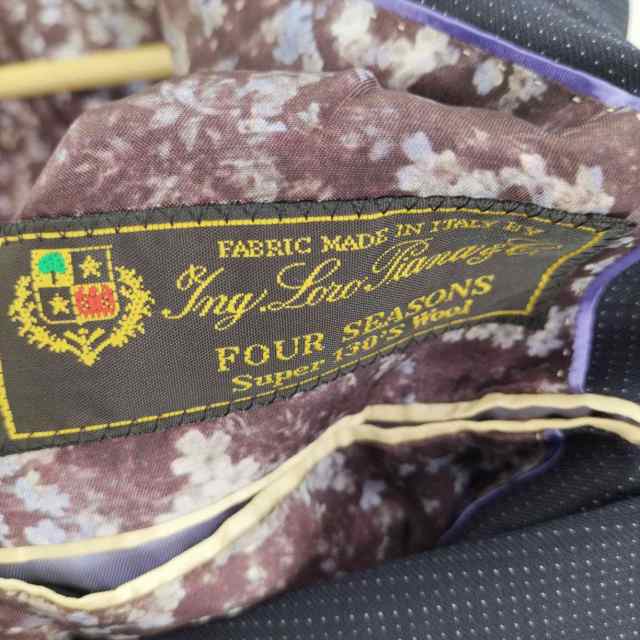 FABRIC MADE IN ITALY BY
Ing. Loro Piana & C.
FOUR SEASONS
Super 130'S Wool